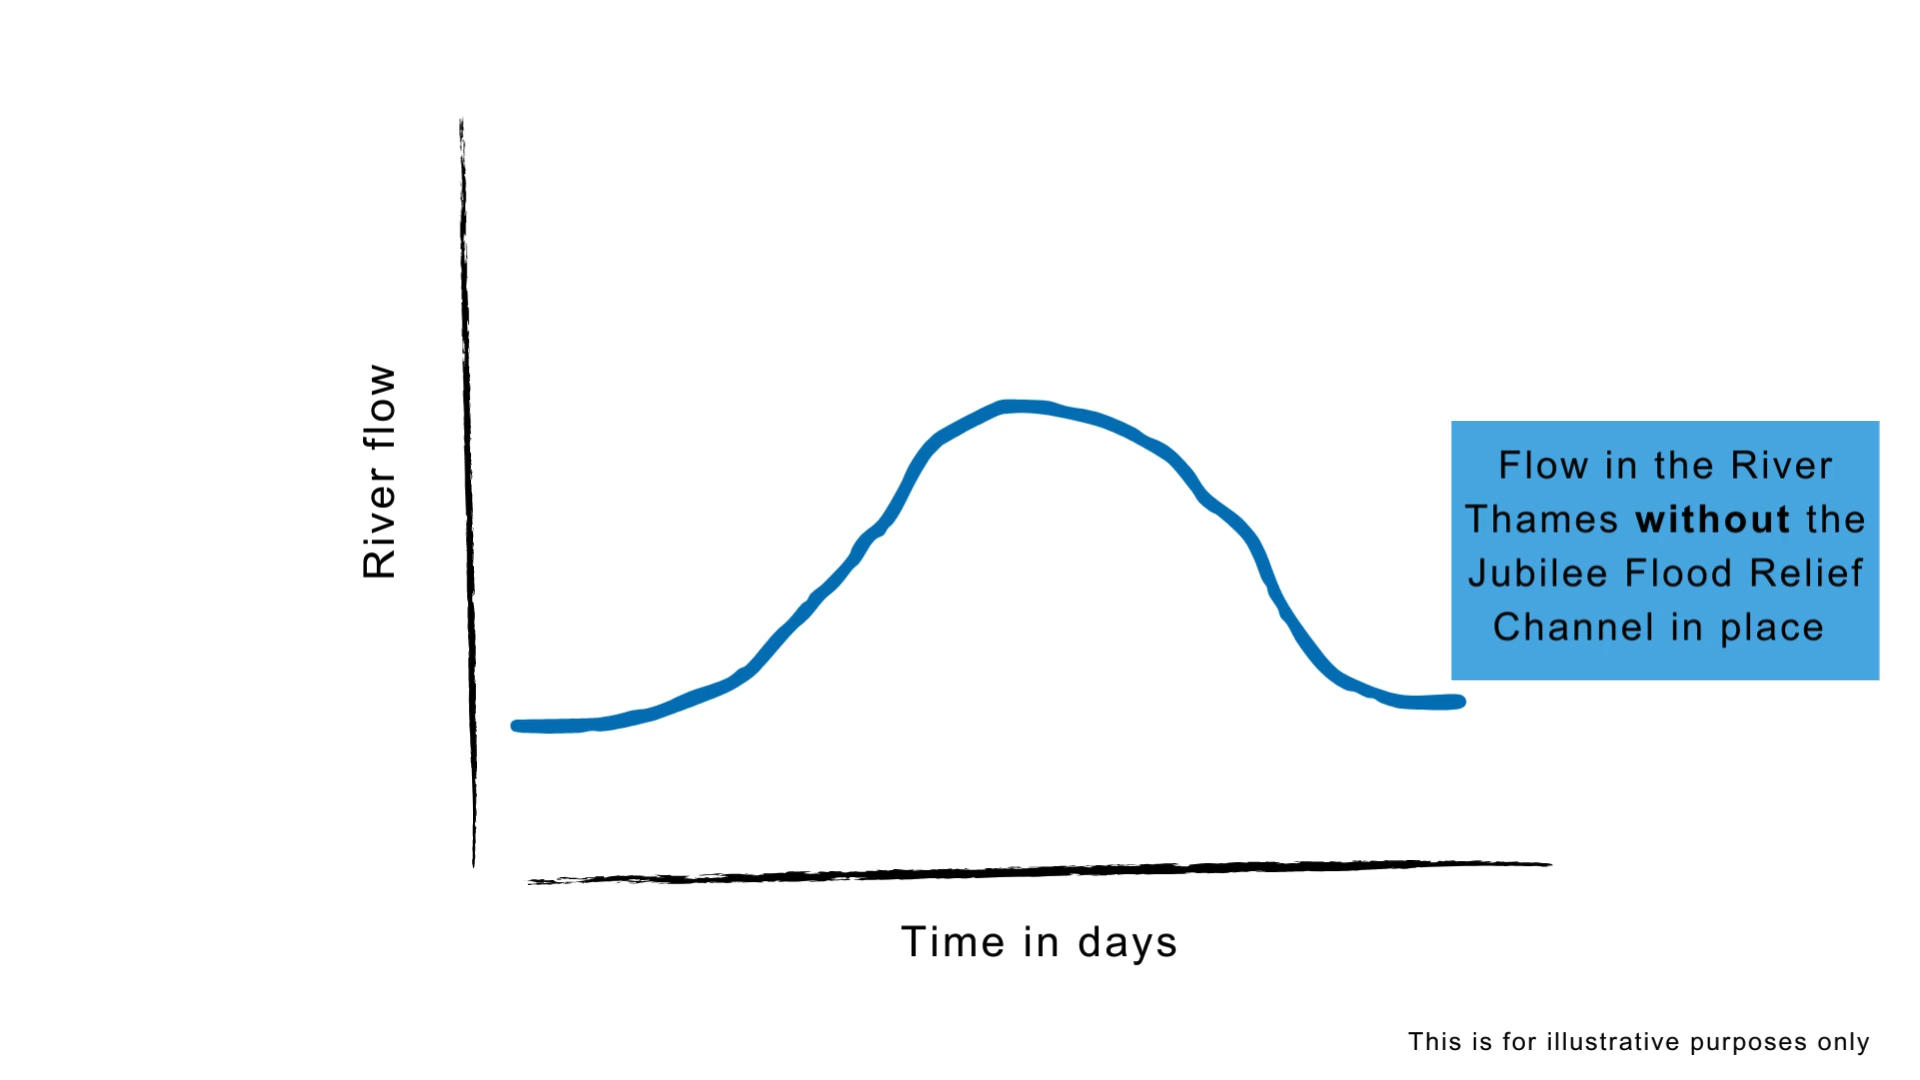 River flow
Flow in the River
Thames without the
Jubilee Flood Relief
Channel in place
Time in days
This is for illustrative purposes only